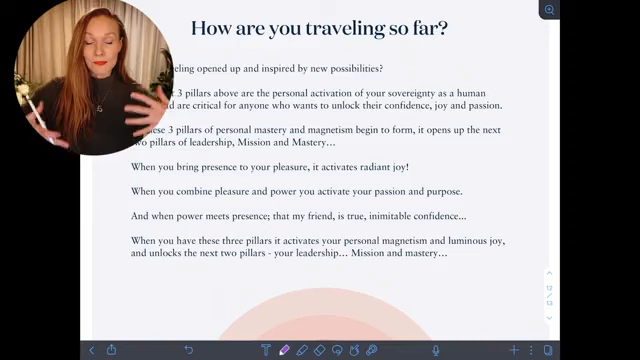 How are you traveling so far?
eling opened up and inspired by new possibilities?
3 pillars above are the personal activation of your sovereignty as a human
and are critical for anyone who wants to unlock their confidence, joy and passion.
these 3 pillars of personal mastery and magnetism begin to form, it opens up the next
two pillars of leadership, Mission and Mastery…
When you bring presence to your pleasure, it activates radiant joy!
When you combine pleasure and power you activate your passion and purpose.
And when power meets presence; that my friend, is true, inimitable confidence...
When you have these three pillars it activates your personal magnetism and luminous joy,
and unlocks the next two pillars - your leadership… Mission and mastery…
12
/
13
T